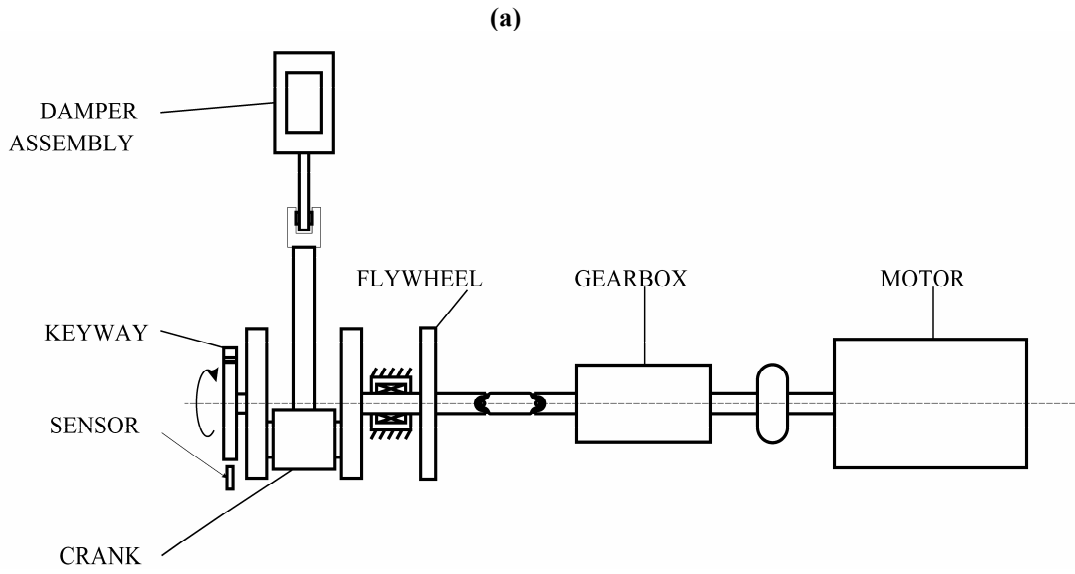 (a)
DAMPER
ASSEMBLY
FLYWHEEL
GEARBOX
MOTOR
KEYWAY
SENSOR
CRANK